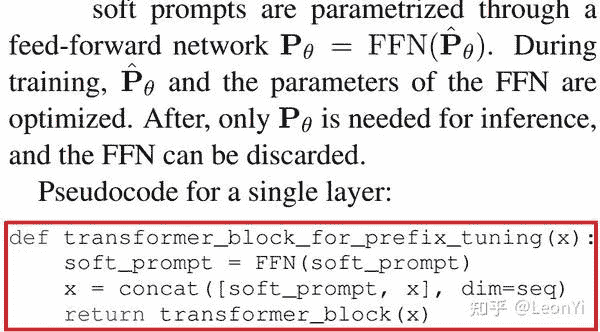 soft prompts are parametrized through a
feed-forward network P_θ = FFN(P̂_θ). During
training, P̂_θ and the parameters of the FFN are
optimized. After, only P_θ is needed for inference,
and the FFN can be discarded.
Pseudocode for a single layer:
def transformer_block_for_prefix_tuning(x):
soft_prompt = FFN(soft_prompt)
x = concat([soft_prompt, x], dim=seq)
return transformer_block(x)
知乎 @LeonYi